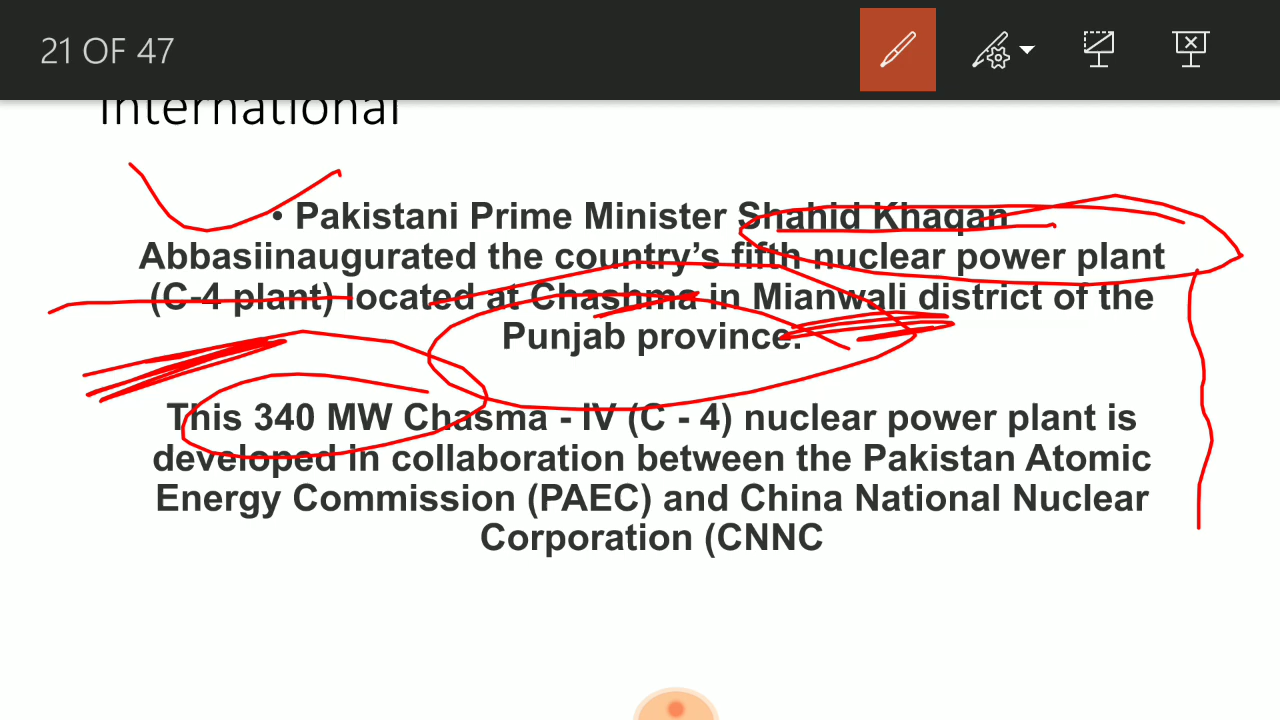 21 OF 47
International
• Pakistani Prime Minister Shahid Khaqan
Abbasiinaugurated the country’s fifth nuclear power plant
(C-4 plant) located at Chashma in Mianwali district of the
Punjab province.
This 340 MW Chasma - IV (C - 4) nuclear power plant is
developed in collaboration between the Pakistan Atomic
Energy Commission (PAEC) and China National Nuclear
Corporation (CNNC